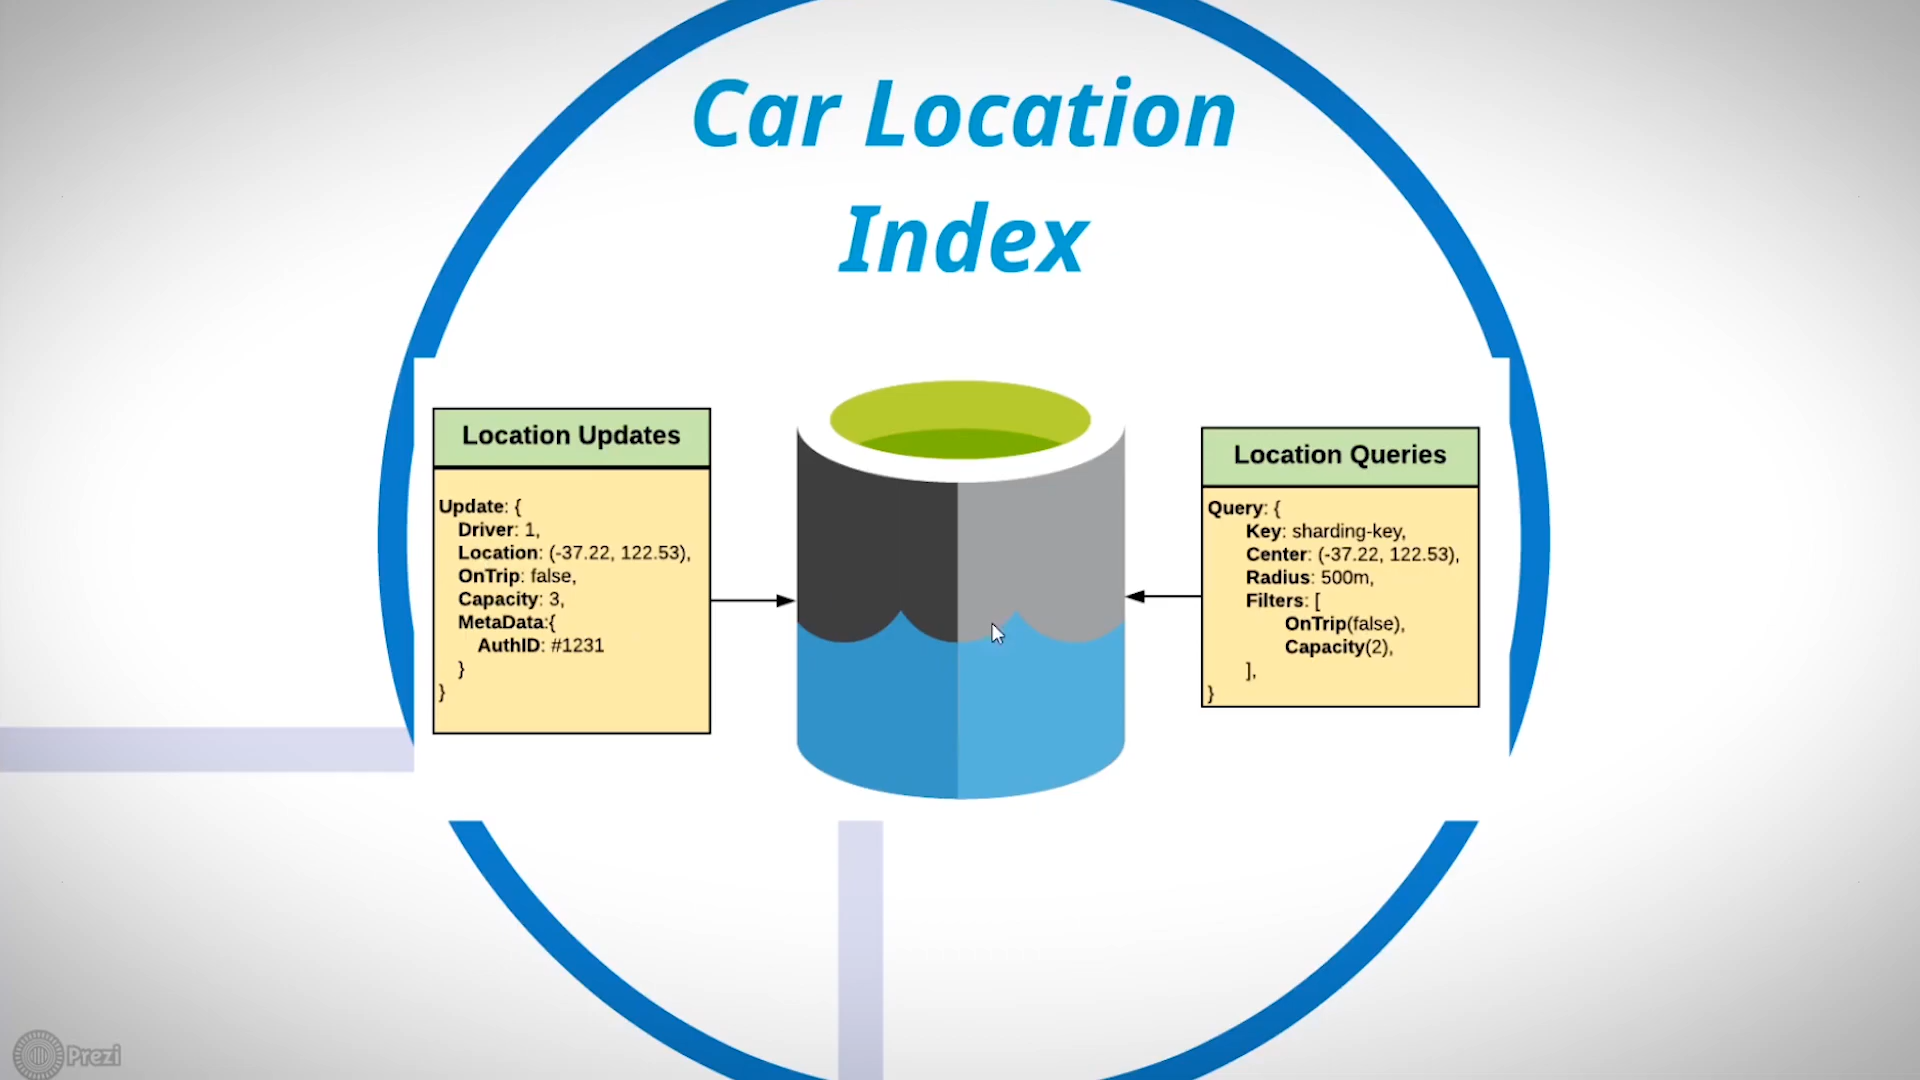 Car Location
Index
Location Updates
Update: {
Driver: 1,
Location: (-37.22, 122.53),
OnTrip: false,
Capacity: 3,
MetaData:{
AuthID: #1231
}
}
Location Queries
Query: {
Key: sharding-key,
Center: (-37.22, 122.53),
Radius: 500m,
Filters: [
OnTrip(false),
Capacity(2),
],
}
Prezi